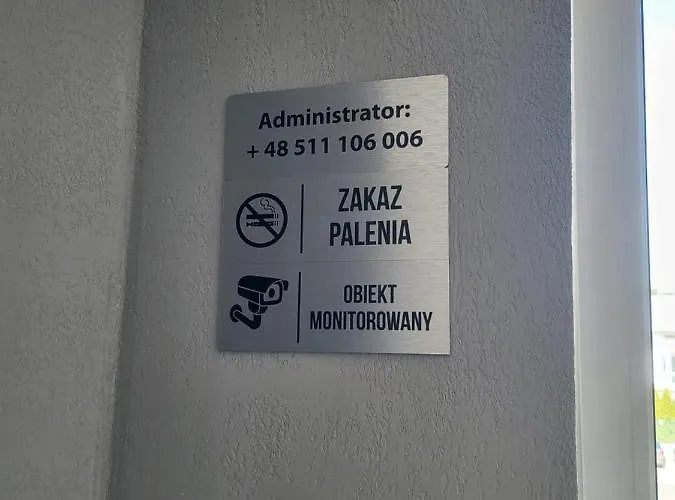 Administrator:
+ 48 511 106 006
ZAKAZ
PALENIA
OBIEKT
MONITOROWANY